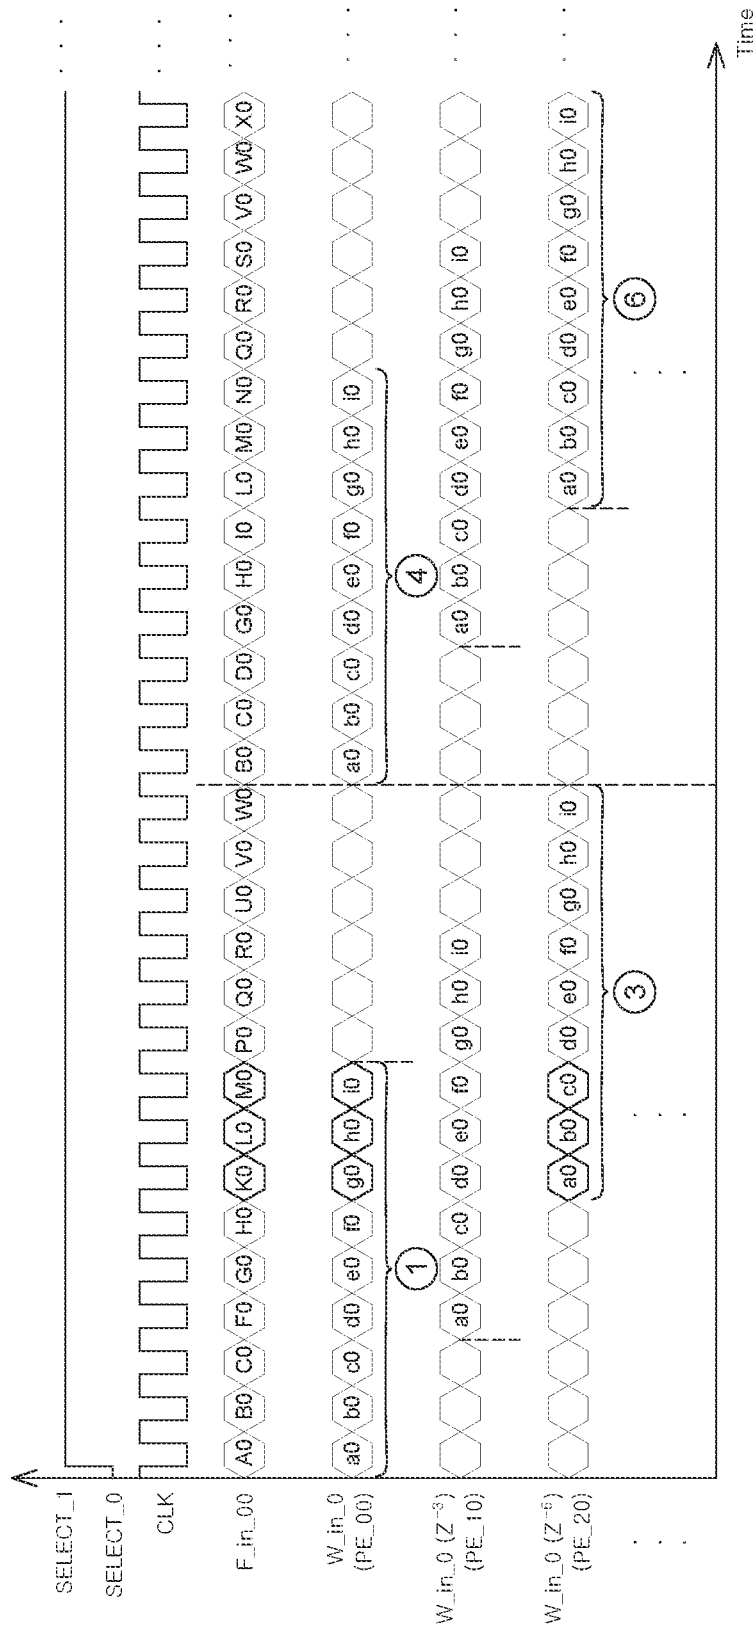 SELECT_1
SELECT_0
CLK
F_in_00 A0 B0 C0 F0 G0 H0 K0 L0 M0 P0 Q0 R0 U0 V0 W0 B0 C0 D0 G0 H0 I0 L0 M0 N0 Q0 R0 S0 V0 W0 X0 . . .
W_in_0 a0 b0 c0 d0 e0 f0 g0 h0 i0 a0 b0 c0 d0 e0 f0 g0 h0 i0 . . .
(PE_00)
1 4
W_in_0 (Z⁻³) a0 b0 c0 d0 e0 f0 g0 h0 i0 a0 b0 c0 d0 e0 f0 g0 h0 i0 . . .
(PE_10)
W_in_0 (Z⁻⁶) a0 b0 c0 d0 e0 f0 g0 h0 i0 a0 b0 c0 d0 e0 f0 g0 h0 i0 . . .
(PE_20)
3 6
Time